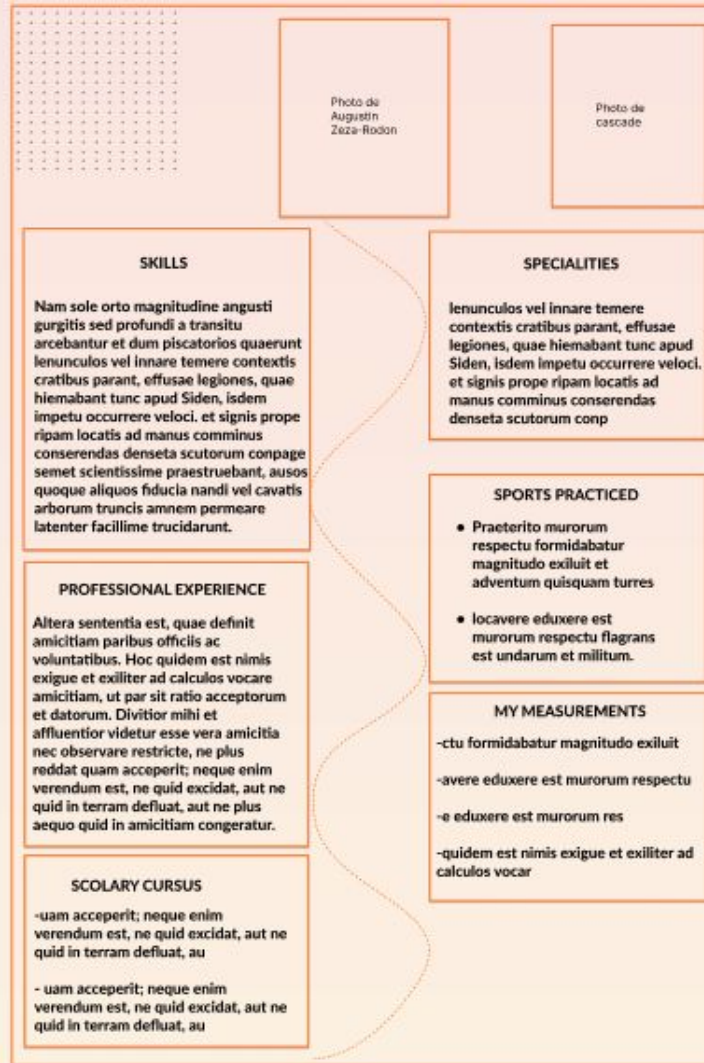 Photo de
Augustin
Zeza-Rodon
Photo de
cascade
SKILLS
Nam sole orto magnitudine angusti
gurgitis sed profundi a transitu
arcebantur et dum piscatorios quaerunt
lenunculos vel innare temere contextis
cratibus parant, effusae legiones, quae
hiemabant tunc apud Siden, isdem
impetu occurrere veloci. et signis prope
ripam locatis ad manus comminus
conserendas denseta scutorum conpage
semet scientissime praestruebant, ausos
quoque aliquos fiducia nandi vel cavatis
arborum truncis amnem permeare
latenter facillime trucidarunt.
PROFESSIONAL EXPERIENCE
Altera sententia est, quae definit
amicitiam paribus officiis ac
voluntatibus. Hoc quidem est nimis
exigue et exiliter ad calculos vocare
amicitiam, ut par sit ratio acceptorum
et datorum. Divitior mihi et
affluentior videtur esse vera amicitia
nec observare restricte, ne plus
reddat quam acceperit; neque enim
verendum est, ne quid excidat, aut ne
quid in terram defluat, aut ne plus
aequo quid in amicitiam congeratur.
SCOLARY CURSUS
-uam acceperit; neque enim
verendum est, ne quid excidat, aut ne
quid in terram defluat, au
- uam acceperit; neque enim
verendum est, ne quid excidat, aut ne
quid in terram defluat, au
SPECIALITIES
lenunculos vel innare temere
contextis cratibus parant, effusae
legiones, quae hiemabant tunc apud
Siden, isdem impetu occurrere veloci.
et signis prope ripam locatis ad
manus comminus conserendas
denseta scutorum conp
SPORTS PRACTICED
• Praeterito murorum
respectu formidabatur
magnitudo exiluit et
adventum quisquam turres
• locavere eduxere est
murorum respectu flagrans
est undarum et militum.
MY MEASUREMENTS
-ctu formidabatur magnitudo exiluit
-avere eduxere est murorum respectu
-e eduxere est murorum res
-quidem est nimis exigue et exiliter ad
calculos vocar